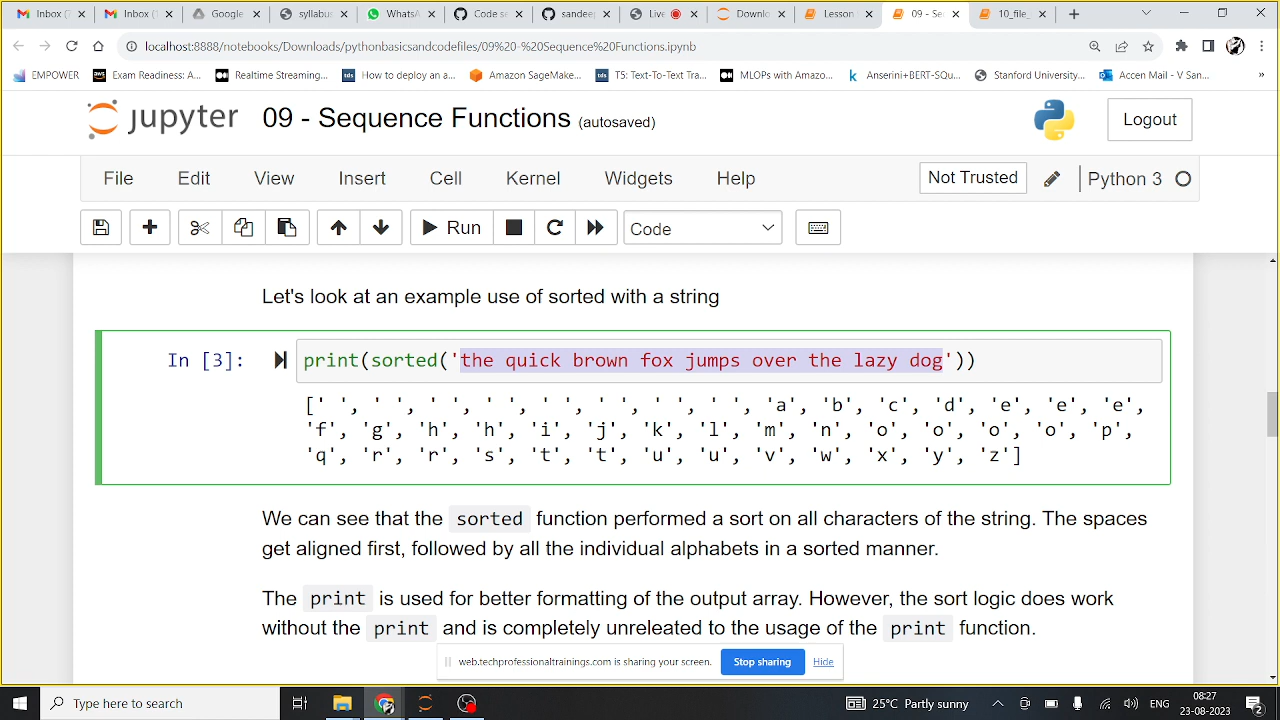 Inbox (
Inbox (1
Google
syllabus
WhatsA
Code se
sandeep
Live
Downlo
Lesson
09 - Se
10_file_
localhost:8888/notebooks/Downloads/pythonbasicsandcodefiles/09%20-%20Sequence%20Functions.ipynb
EMPOWER
Exam Readiness: A...
Realtime Streaming...
How to deploy an a...
Amazon SageMake...
T5: Text-To-Text Tra...
MLOPs with Amazo...
Anserini+BERT-SQu...
Stanford University...
Accen Mail - V San...
»
jupyter 09 - Sequence Functions (autosaved)
Logout
File Edit View Insert Cell Kernel Widgets Help Not Trusted Python 3
Run Code
Let's look at an example use of sorted with a string
In [3]: print(sorted('the quick brown fox jumps over the lazy dog'))
[' ', ' ', ' ', ' ', ' ', ' ', ' ', ' ', 'a', 'b', 'c', 'd', 'e', 'e', 'e',
'f', 'g', 'h', 'h', 'i', 'j', 'k', 'l', 'm', 'n', 'o', 'o', 'o', 'o', 'p',
'q', 'r', 'r', 's', 't', 't', 'u', 'u', 'v', 'w', 'x', 'y', 'z']
We can see that the sorted function performed a sort on all characters of the string. The spaces
get aligned first, followed by all the individual alphabets in a sorted manner.
The print is used for better formatting of the output array. However, the sort logic does work
without the print and is completely unreleated to the usage of the print function.
web.techprofessionaltrainings.com is sharing your screen. Stop sharing Hide
Type here to search
25°C Partly sunny
ENG
08:27
23-08-2023
2